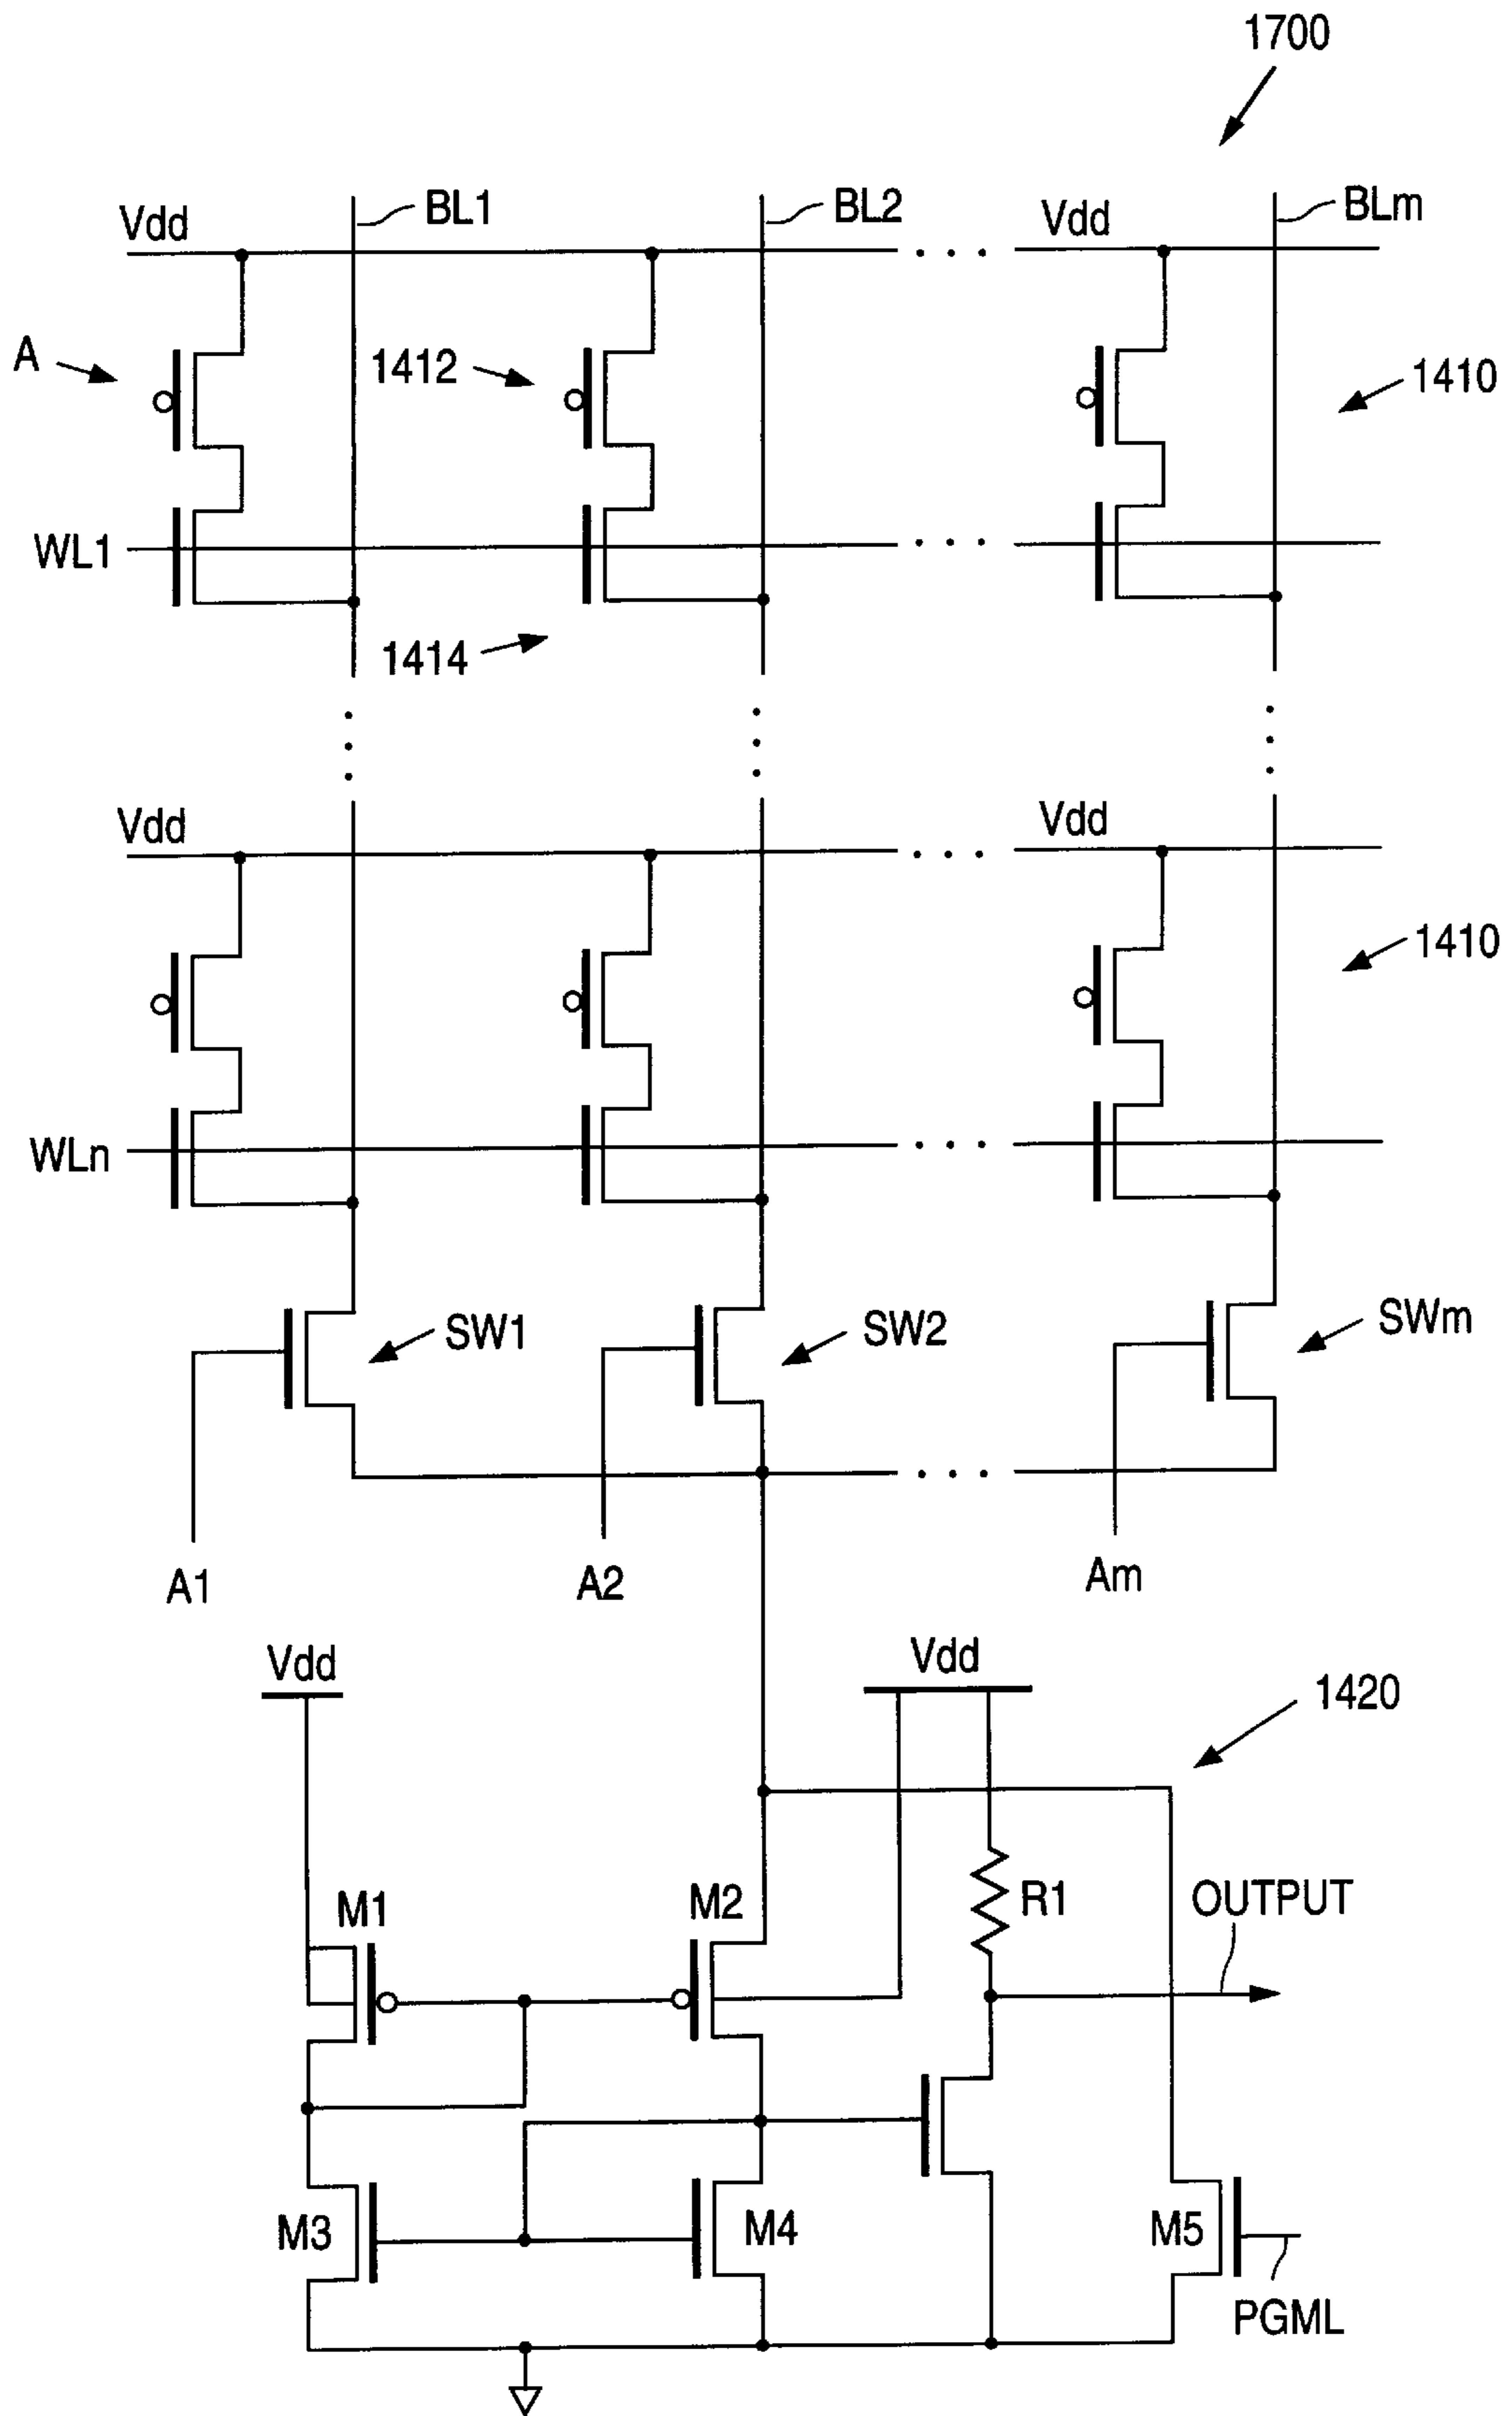 1700
Vdd
BL1
BL2
Vdd
BLm
A
1412
1410
WL1
1414
Vdd
Vdd
1410
WLn
SW1
SW2
SWm
A1
A2
Am
Vdd
Vdd
1420
M1
M2
R1
OUTPUT
M3
M4
M5
PGML